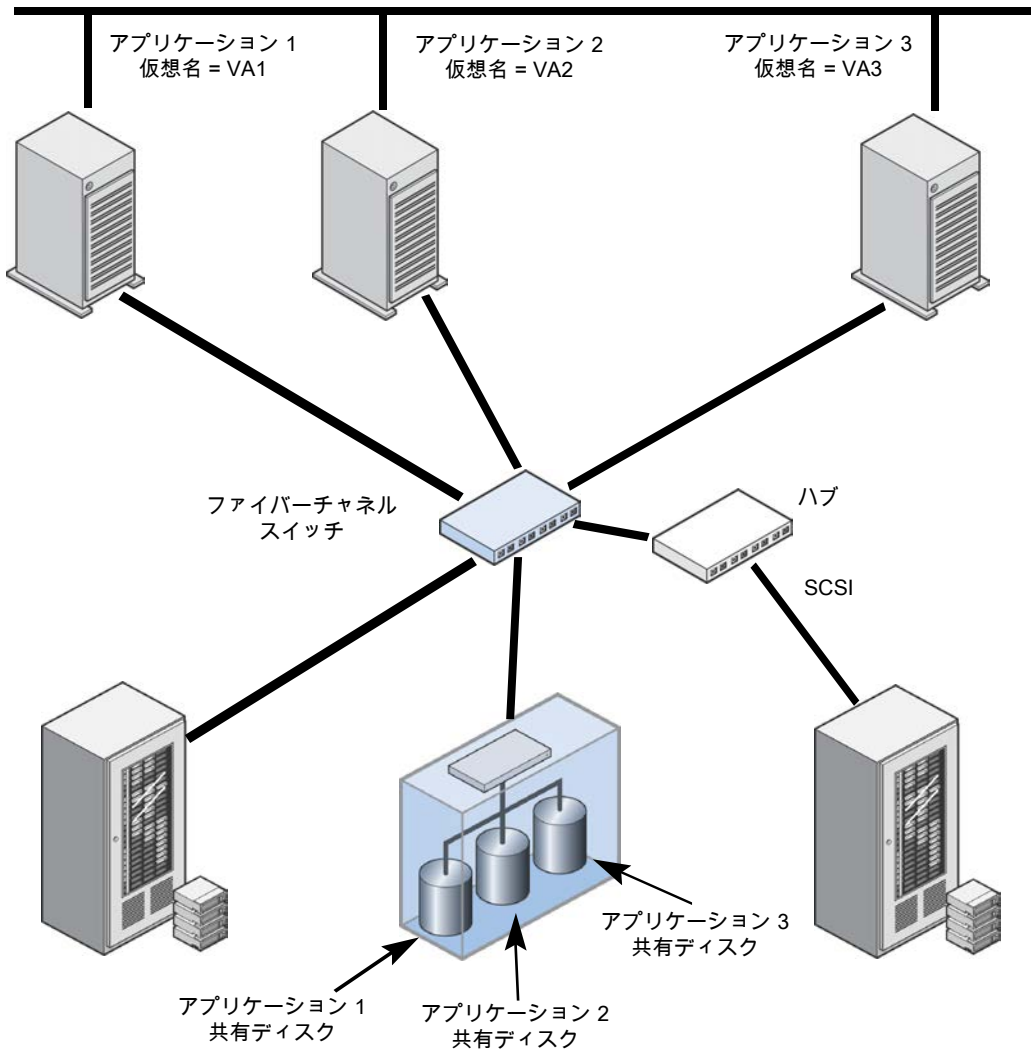 アプリケーション 1
仮想名 = VA1
アプリケーション 2
仮想名 = VA2
アプリケーション 3
仮想名 = VA3
ファイバーチャネル
スイッチ
ハブ
SCSI
アプリケーション 3
共有ディスク
アプリケーション 1
共有ディスク
アプリケーション 2
共有ディスク